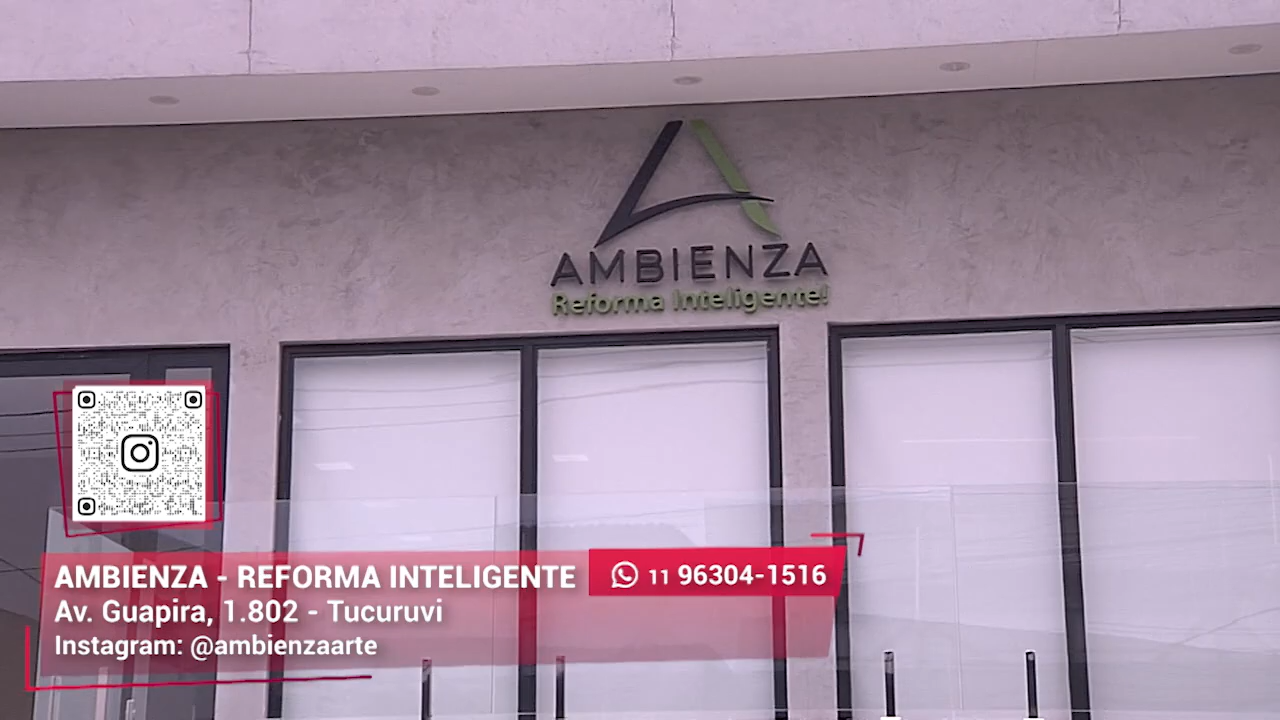 AMBIENZA
Reforma Inteligente!
AMBIENZA - REFORMA INTELIGENTE
11 96304-1516
Av. Guapira, 1.802 - Tucuruvi
Instagram: @ambienzaarte